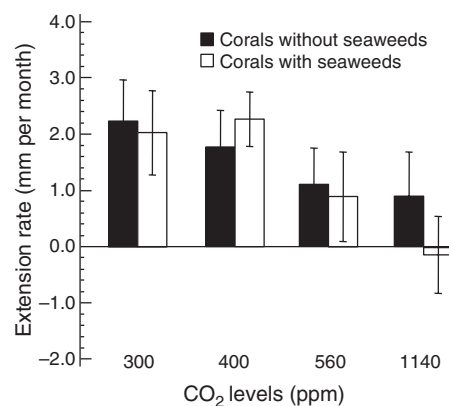 4.0
Corals without seaweeds
Corals with seaweeds
3.0
2.0
1.0
0.0
−1.0
−2.0
Extension rate (mm per month)
300 400 560 1140
CO₂ levels (ppm)